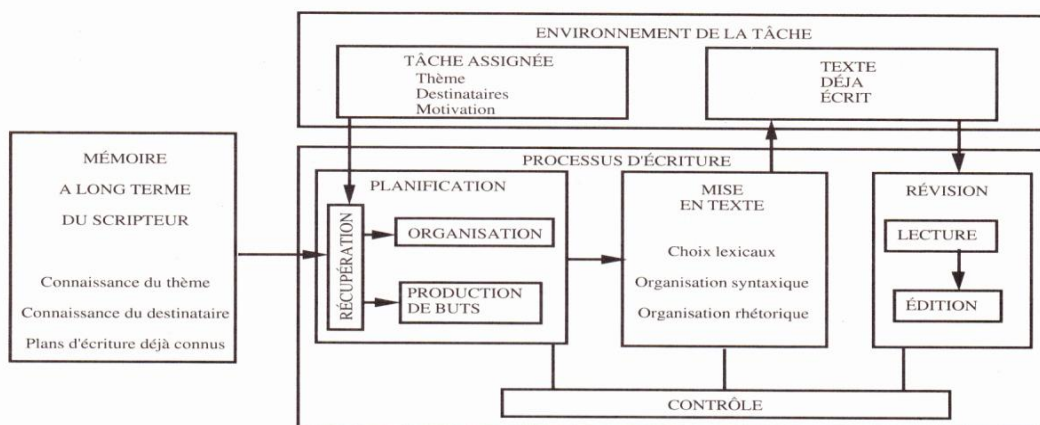 ENVIRONNEMENT DE LA TÂCHE
TÂCHE ASSIGNÉE
Thème
Destinataires
Motivation
TEXTE
DÉJA
ÉCRIT
MÉMOIRE
A LONG TERME
DU SCRIPTEUR
Connaissance du thème
Connaissance du destinataire
Plans d'écriture déjà connus
PROCESSUS D'ÉCRITURE
PLANIFICATION
RÉCUPÉRATION
ORGANISATION
PRODUCTION
DE BUTS
MISE
EN TEXTE
Choix lexicaux
Organisation syntaxique
Organisation rhétorique
RÉVISION
LECTURE
ÉDITION
CONTRÔLE